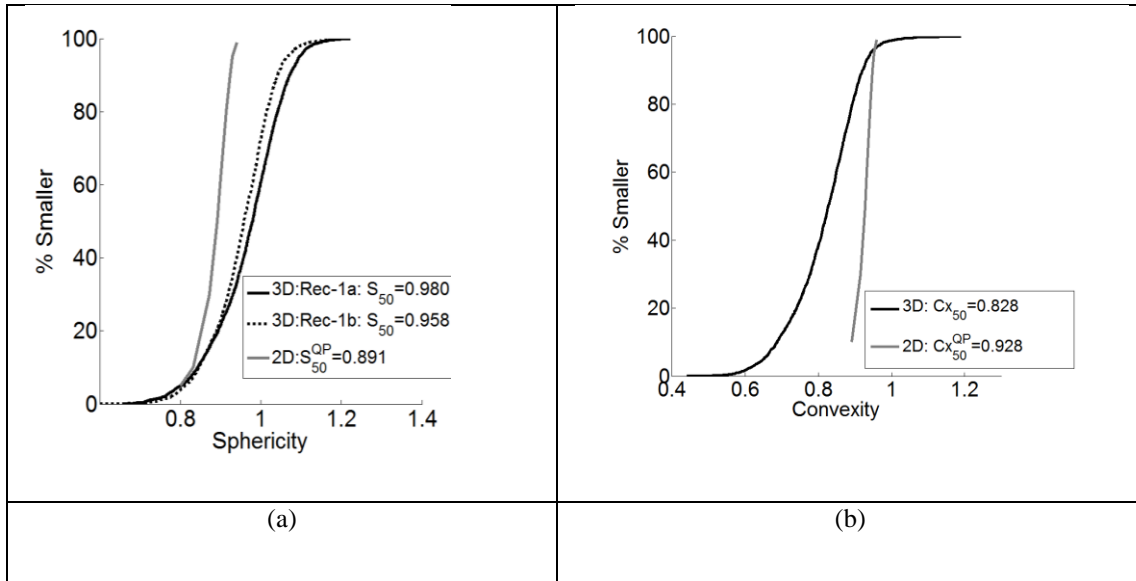 100
80
60
40
20
0
% Smaller
3D:Rec-1a: S50=0.980
3D:Rec-1b: S50=0.958
2D:S50QP=0.891
0.8 1 1.2 1.4
Sphericity
(a)
100
80
60
40
20
0
% Smaller
3D: Cx50=0.828
2D: Cx50QP=0.928
0.4 0.6 0.8 1 1.2
Convexity
(b)